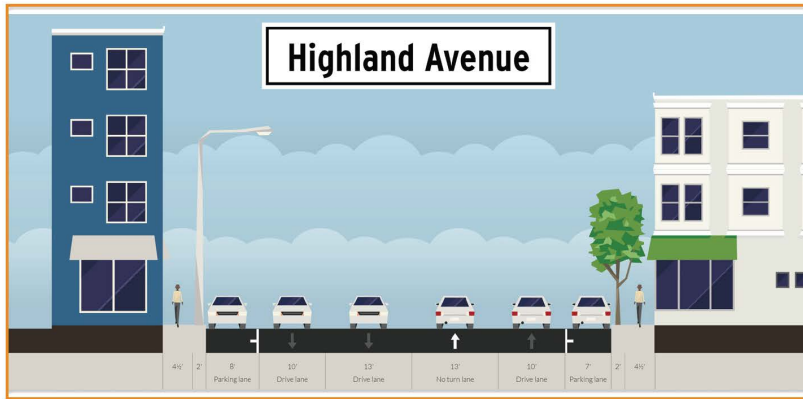 Highland Avenue
4½' 2' 8' 10' 13' 13' 10' 7' 2' 4½'
Parking lane Drive lane Drive lane No turn lane Drive lane Parking lane